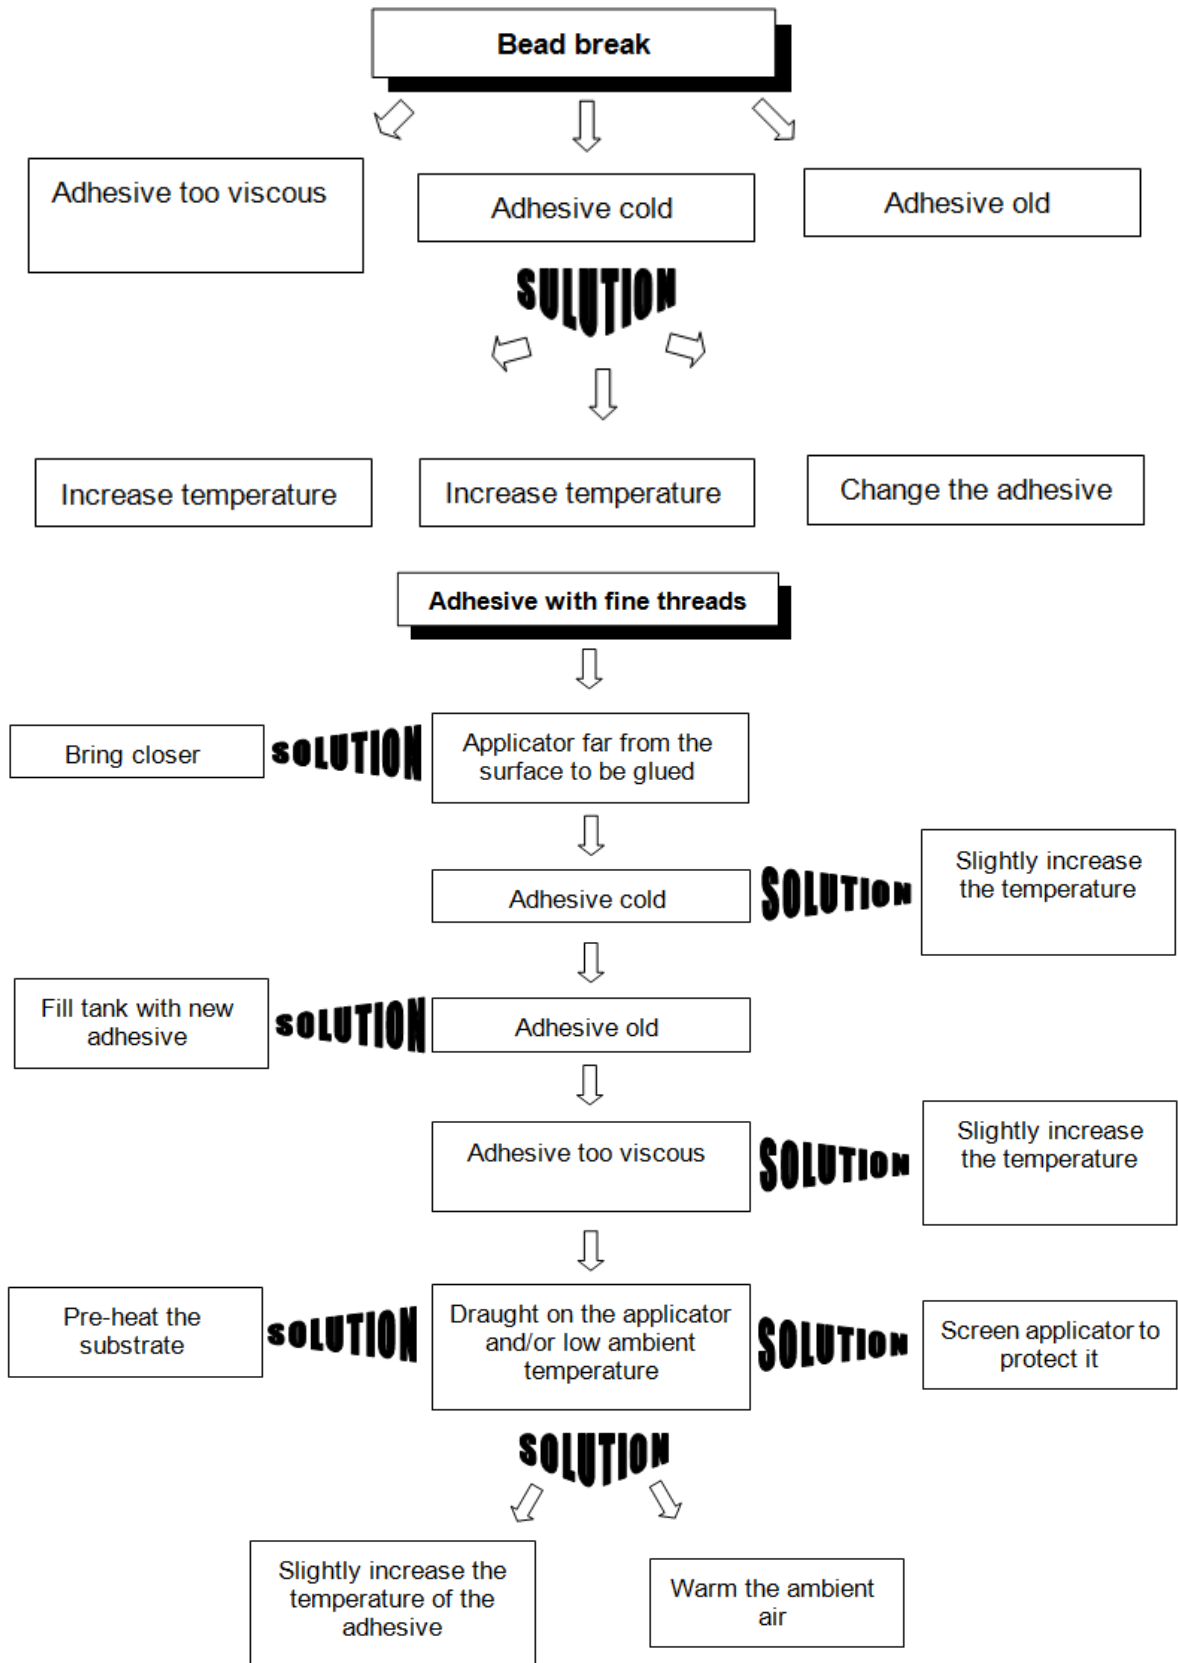 Bead break
Adhesive too viscous
Adhesive cold
Adhesive old
SULUTION
Increase temperature
Increase temperature
Change the adhesive
Adhesive with fine threads
Bring closer
SOLUTION
Applicator far from the
surface to be glued
Adhesive cold
SOLUTION
Slightly increase
the temperature
Fill tank with new
adhesive
SOLUTION
Adhesive old
Adhesive too viscous
SOLUTION
Slightly increase
the temperature
Pre-heat the
substrate
SOLUTION
Draught on the applicator
and/or low ambient
temperature
SOLUTION
Screen applicator to
protect it
SOLUTION
Slightly increase the
temperature of the
adhesive
Warm the ambient
air